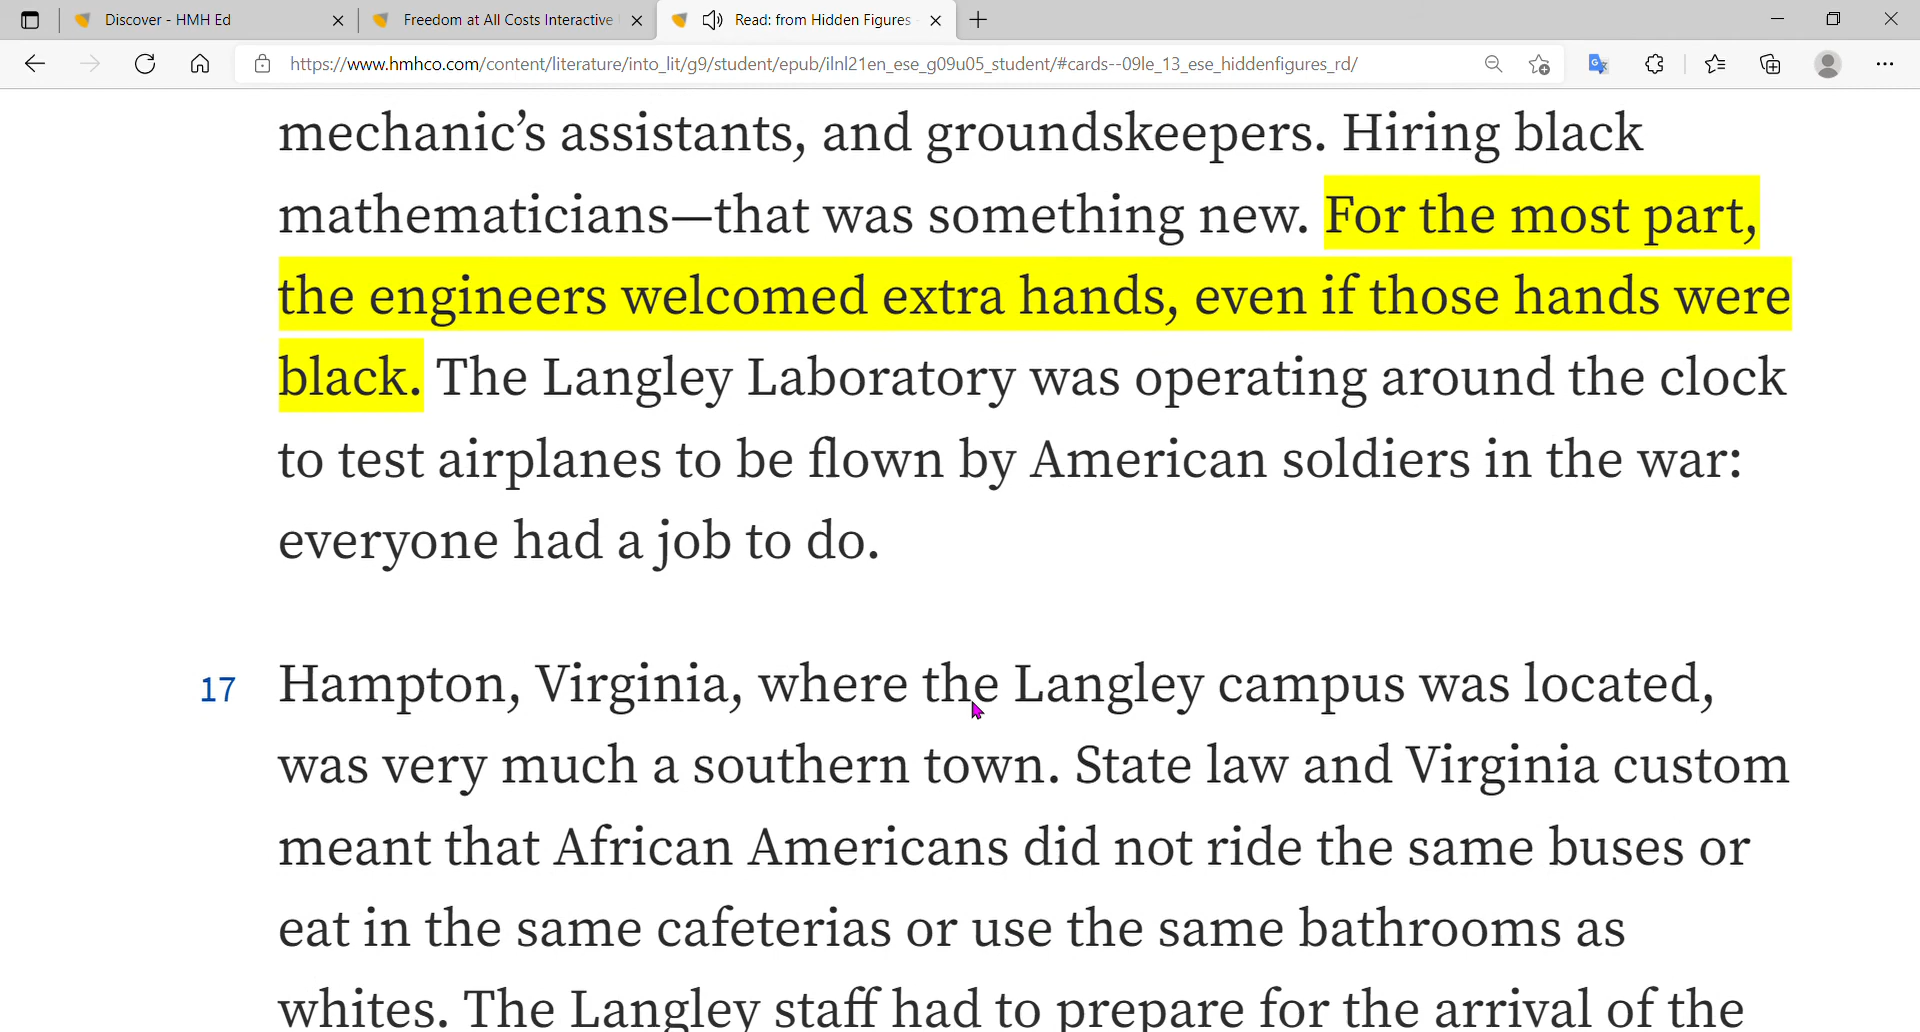 Discover - HMH Ed
Freedom at All Costs Interactive
Read: from Hidden Figures
https://www.hmhco.com/content/literature/into_lit/g9/student/epub/ilnl21en_ese_g09u05_student/#cards--09le_13_ese_hiddenfigures_rd/
mechanic’s assistants, and groundskeepers. Hiring black
mathematicians—that was something new. For the most part,
the engineers welcomed extra hands, even if those hands were
black. The Langley Laboratory was operating around the clock
to test airplanes to be flown by American soldiers in the war:
everyone had a job to do.
17 Hampton, Virginia, where the Langley campus was located,
was very much a southern town. State law and Virginia custom
meant that African Americans did not ride the same buses or
eat in the same cafeterias or use the same bathrooms as
whites. The Langley staff had to prepare for the arrival of the